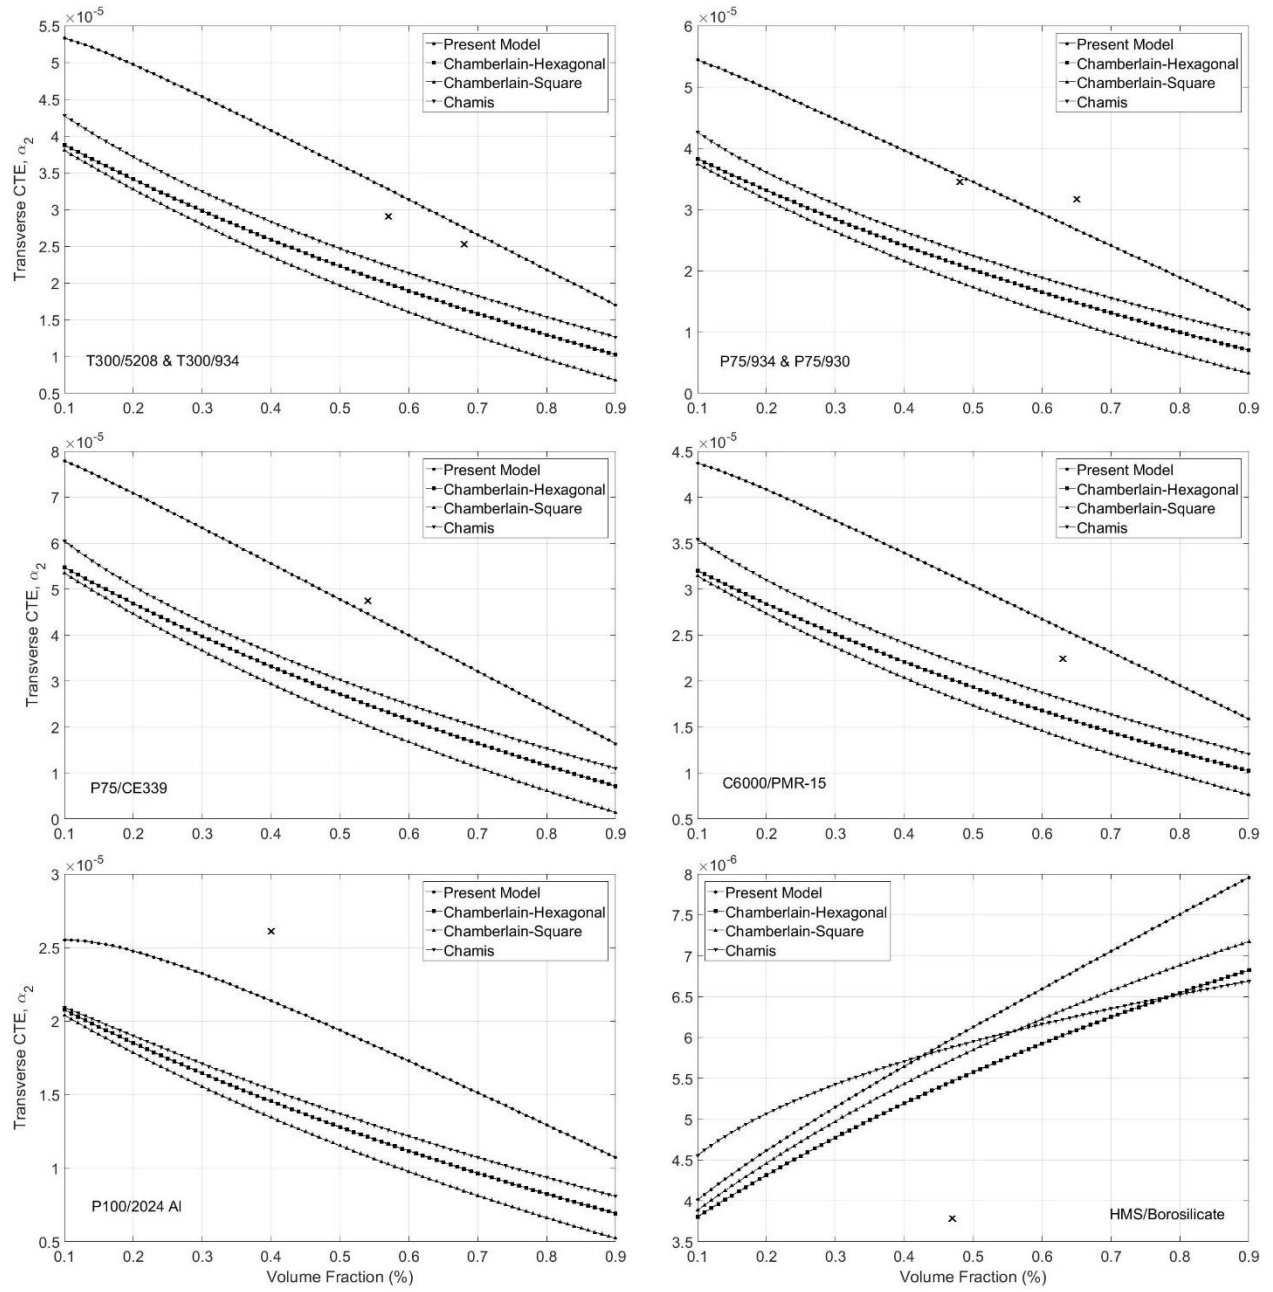 ×10⁻⁵
5.5
5
4.5
4
3.5
3
2.5
2
1.5
1
0.5
Transverse CTE, α₂
Present Model
Chamberlain-Hexagonal
Chamberlain-Square
Chamis
T300/5208 & T300/934
0.1 0.2 0.3 0.4 0.5 0.6 0.7 0.8 0.9
×10⁻⁵
6
5
4
3
2
1
0
Present Model
Chamberlain-Hexagonal
Chamberlain-Square
Chamis
P75/934 & P75/930
0.1 0.2 0.3 0.4 0.5 0.6 0.7 0.8 0.9
×10⁻⁵
8
7
6
5
4
3
2
1
0
Transverse CTE, α₂
Present Model
Chamberlain-Hexagonal
Chamberlain-Square
Chamis
P75/CE339
0.1 0.2 0.3 0.4 0.5 0.6 0.7 0.8 0.9
×10⁻⁵
4.5
4
3.5
3
2.5
2
1.5
1
0.5
Present Model
Chamberlain-Hexagonal
Chamberlain-Square
Chamis
C6000/PMR-15
0.1 0.2 0.3 0.4 0.5 0.6 0.7 0.8 0.9
×10⁻⁵
3
2.5
2
1.5
1
0.5
Transverse CTE, α₂
Present Model
Chamberlain-Hexagonal
Chamberlain-Square
Chamis
P100/2024 Al
0.1 0.2 0.3 0.4 0.5 0.6 0.7 0.8 0.9
Volume Fraction (%)
×10⁻⁶
8
7.5
7
6.5
6
5.5
5
4.5
4
3.5
Present Model
Chamberlain-Hexagonal
Chamberlain-Square
Chamis
HMS/Borosilicate
0.1 0.2 0.3 0.4 0.5 0.6 0.7 0.8 0.9
Volume Fraction (%)